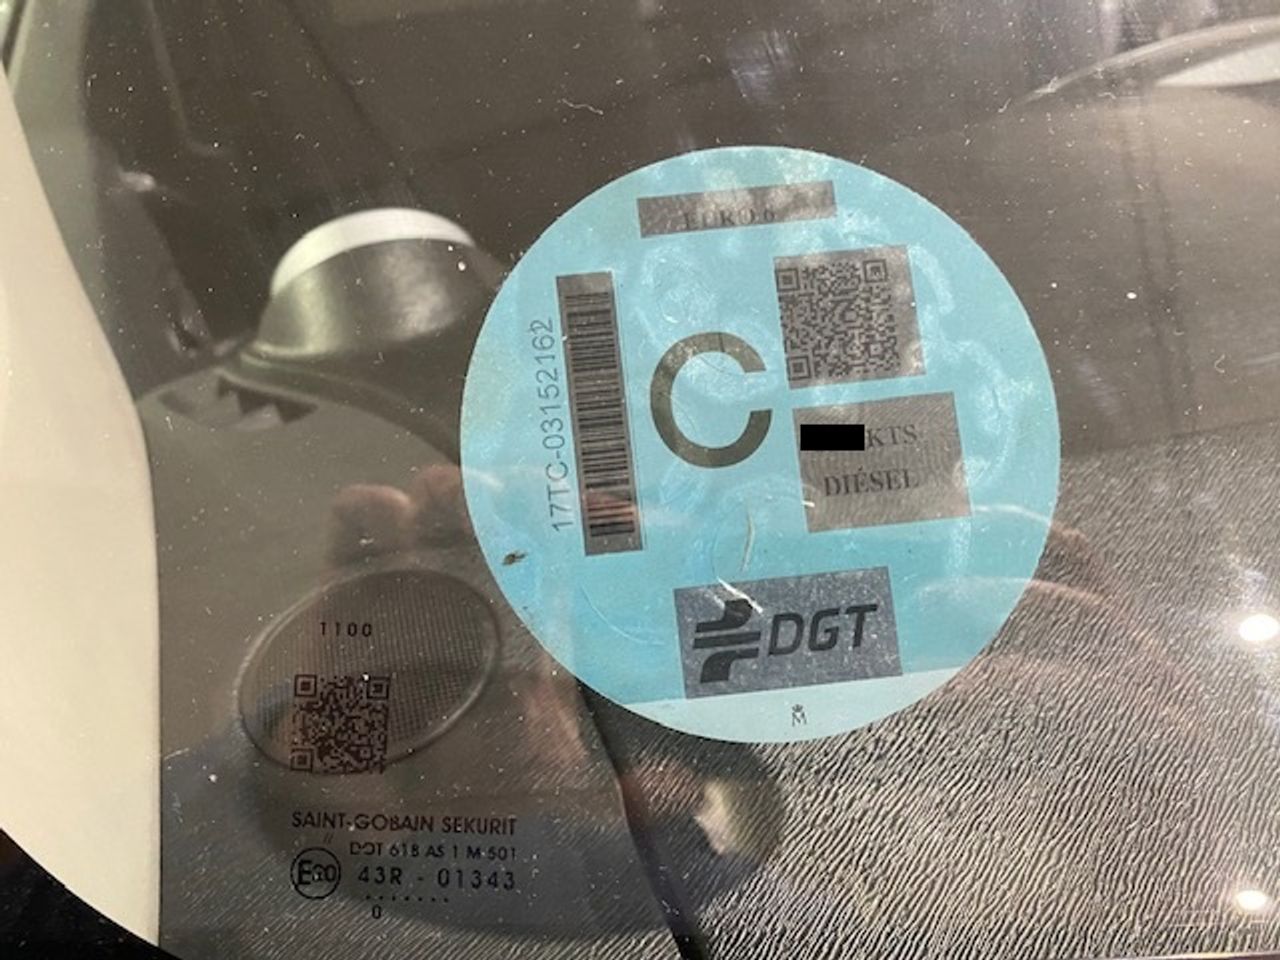 EURO 6
17TC-03152162
C
KTS
DIÉSEL
DGT
M
1100
SAINT-GOBAIN SEKURIT
DOT 618 AS 1 M 501
E20 43R - 01343
.......
0